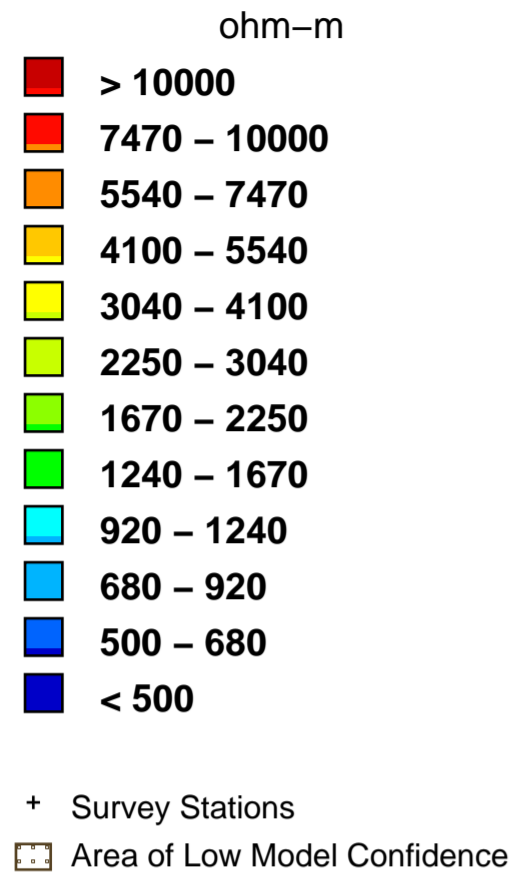 ohm–m
> 10000
7470 – 10000
5540 – 7470
4100 – 5540
3040 – 4100
2250 – 3040
1670 – 2250
1240 – 1670
920 – 1240
680 – 920
500 – 680
< 500
+ Survey Stations
Area of Low Model Confidence